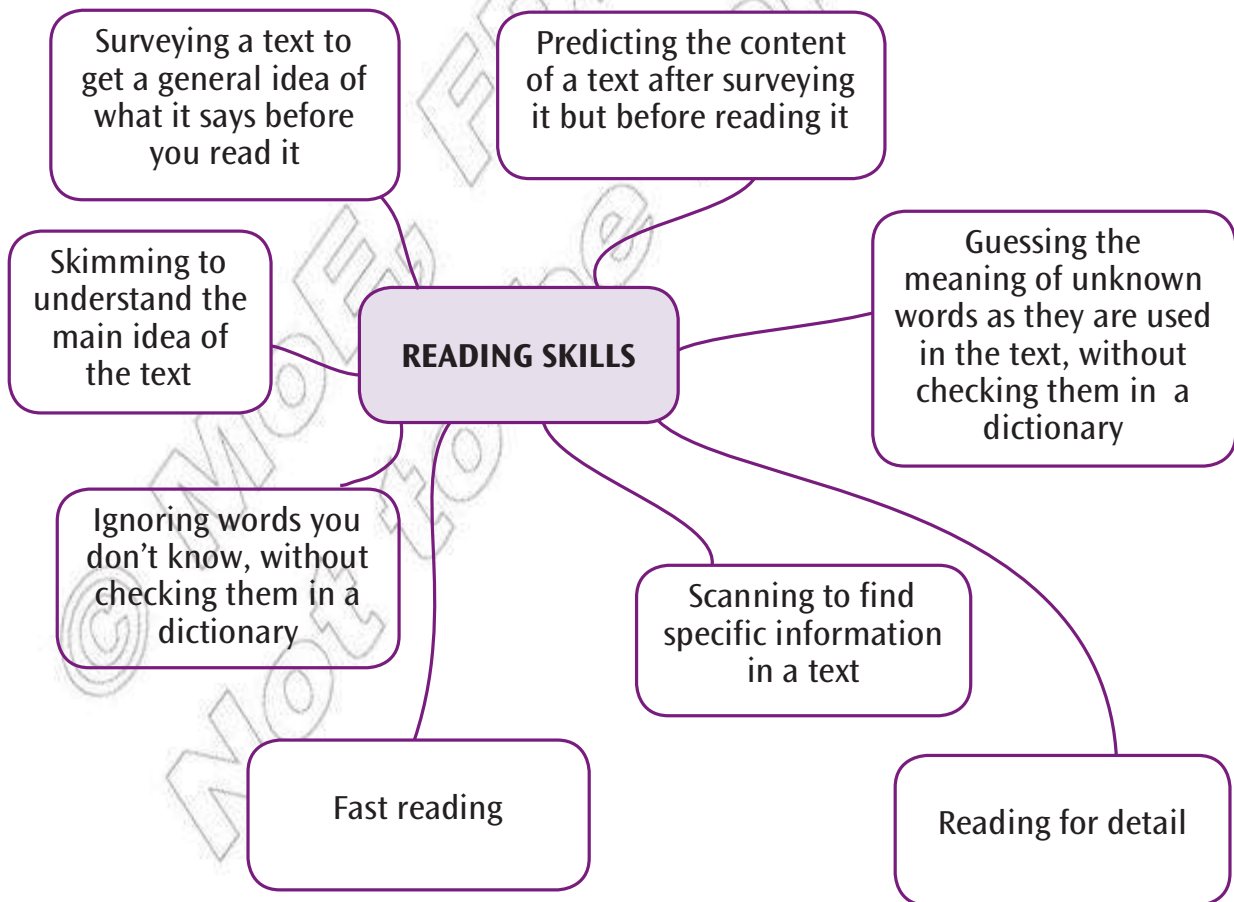 Surveying a text to
get a general idea of
what it says before
you read it
Predicting the content
of a text after surveying
it but before reading it
Skimming to
understand the
main idea of
the text
READING SKILLS
Guessing the
meaning of unknown
words as they are used
in the text, without
checking them in a
dictionary
Ignoring words you
don’t know, without
checking them in a
dictionary
Scanning to find
specific information
in a text
Fast reading
Reading for detail
© MoE,
Not to be